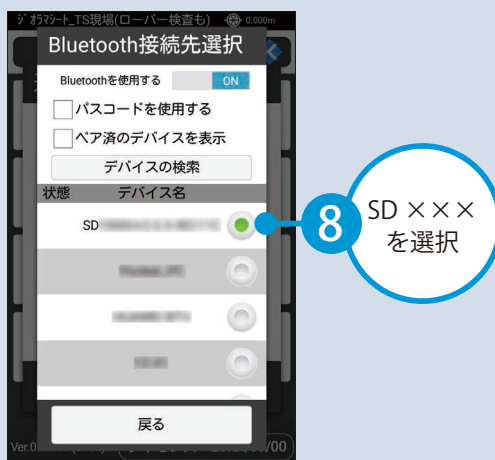 ジオラマシート_TS現場(ローバー検査も) 0.000m
Bluetooth接続先選択
Bluetoothを使用する ON
パスコードを使用する
ペア済のデバイスを表示
デバイスの検索
状態 デバイス名
SD
8
SD ×××
を選択
戻る
Ver.0
/00)